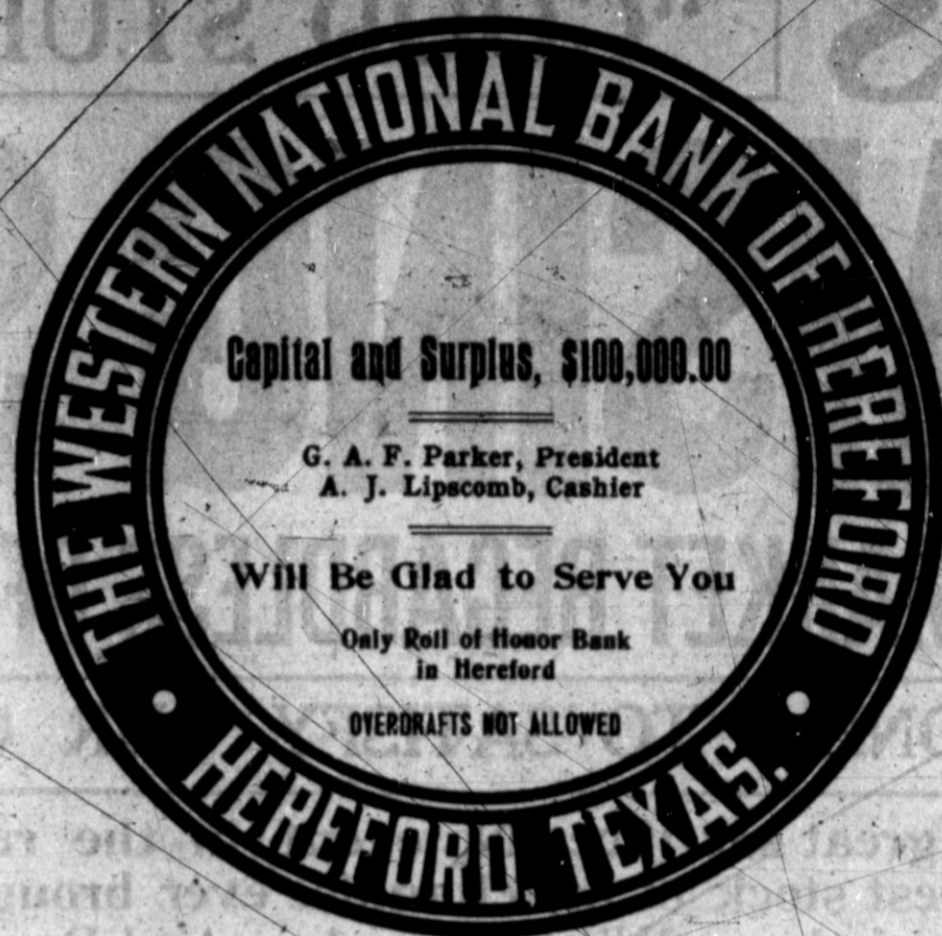 THE WESTERN NATIONAL BANK OF HEREFORD
Capital and Surplus, $100,000.00
G. A. F. Parker, President
A. J. Lipscomb, Cashier
Will Be Glad to Serve You
Only Roll of Honor Bank
in Hereford
OVERDRAFTS NOT ALLOWED
HEREFORD, TEXAS.